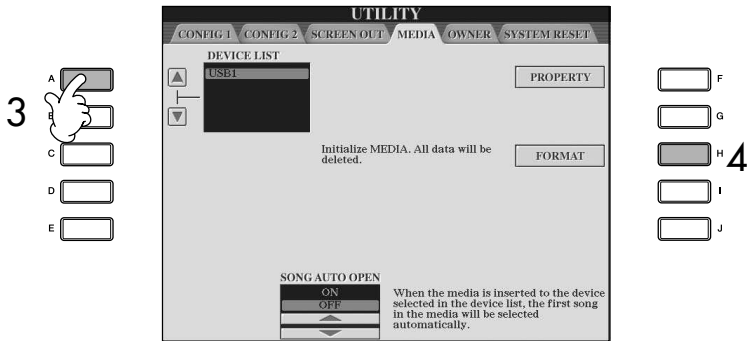 UTILITY
CONFIG 1 CONFIG 2 SCREEN OUT MEDIA OWNER SYSTEM RESET
DEVICE LIST
USB1
PROPERTY
Initialize MEDIA. All data will be
deleted.
FORMAT
SONG AUTO OPEN
ON
OFF
When the media is inserted to the device
selected in the device list, the first song
in the media will be selected
automatically.
3
A
B
C
D
E
F
G
H
4
I
J